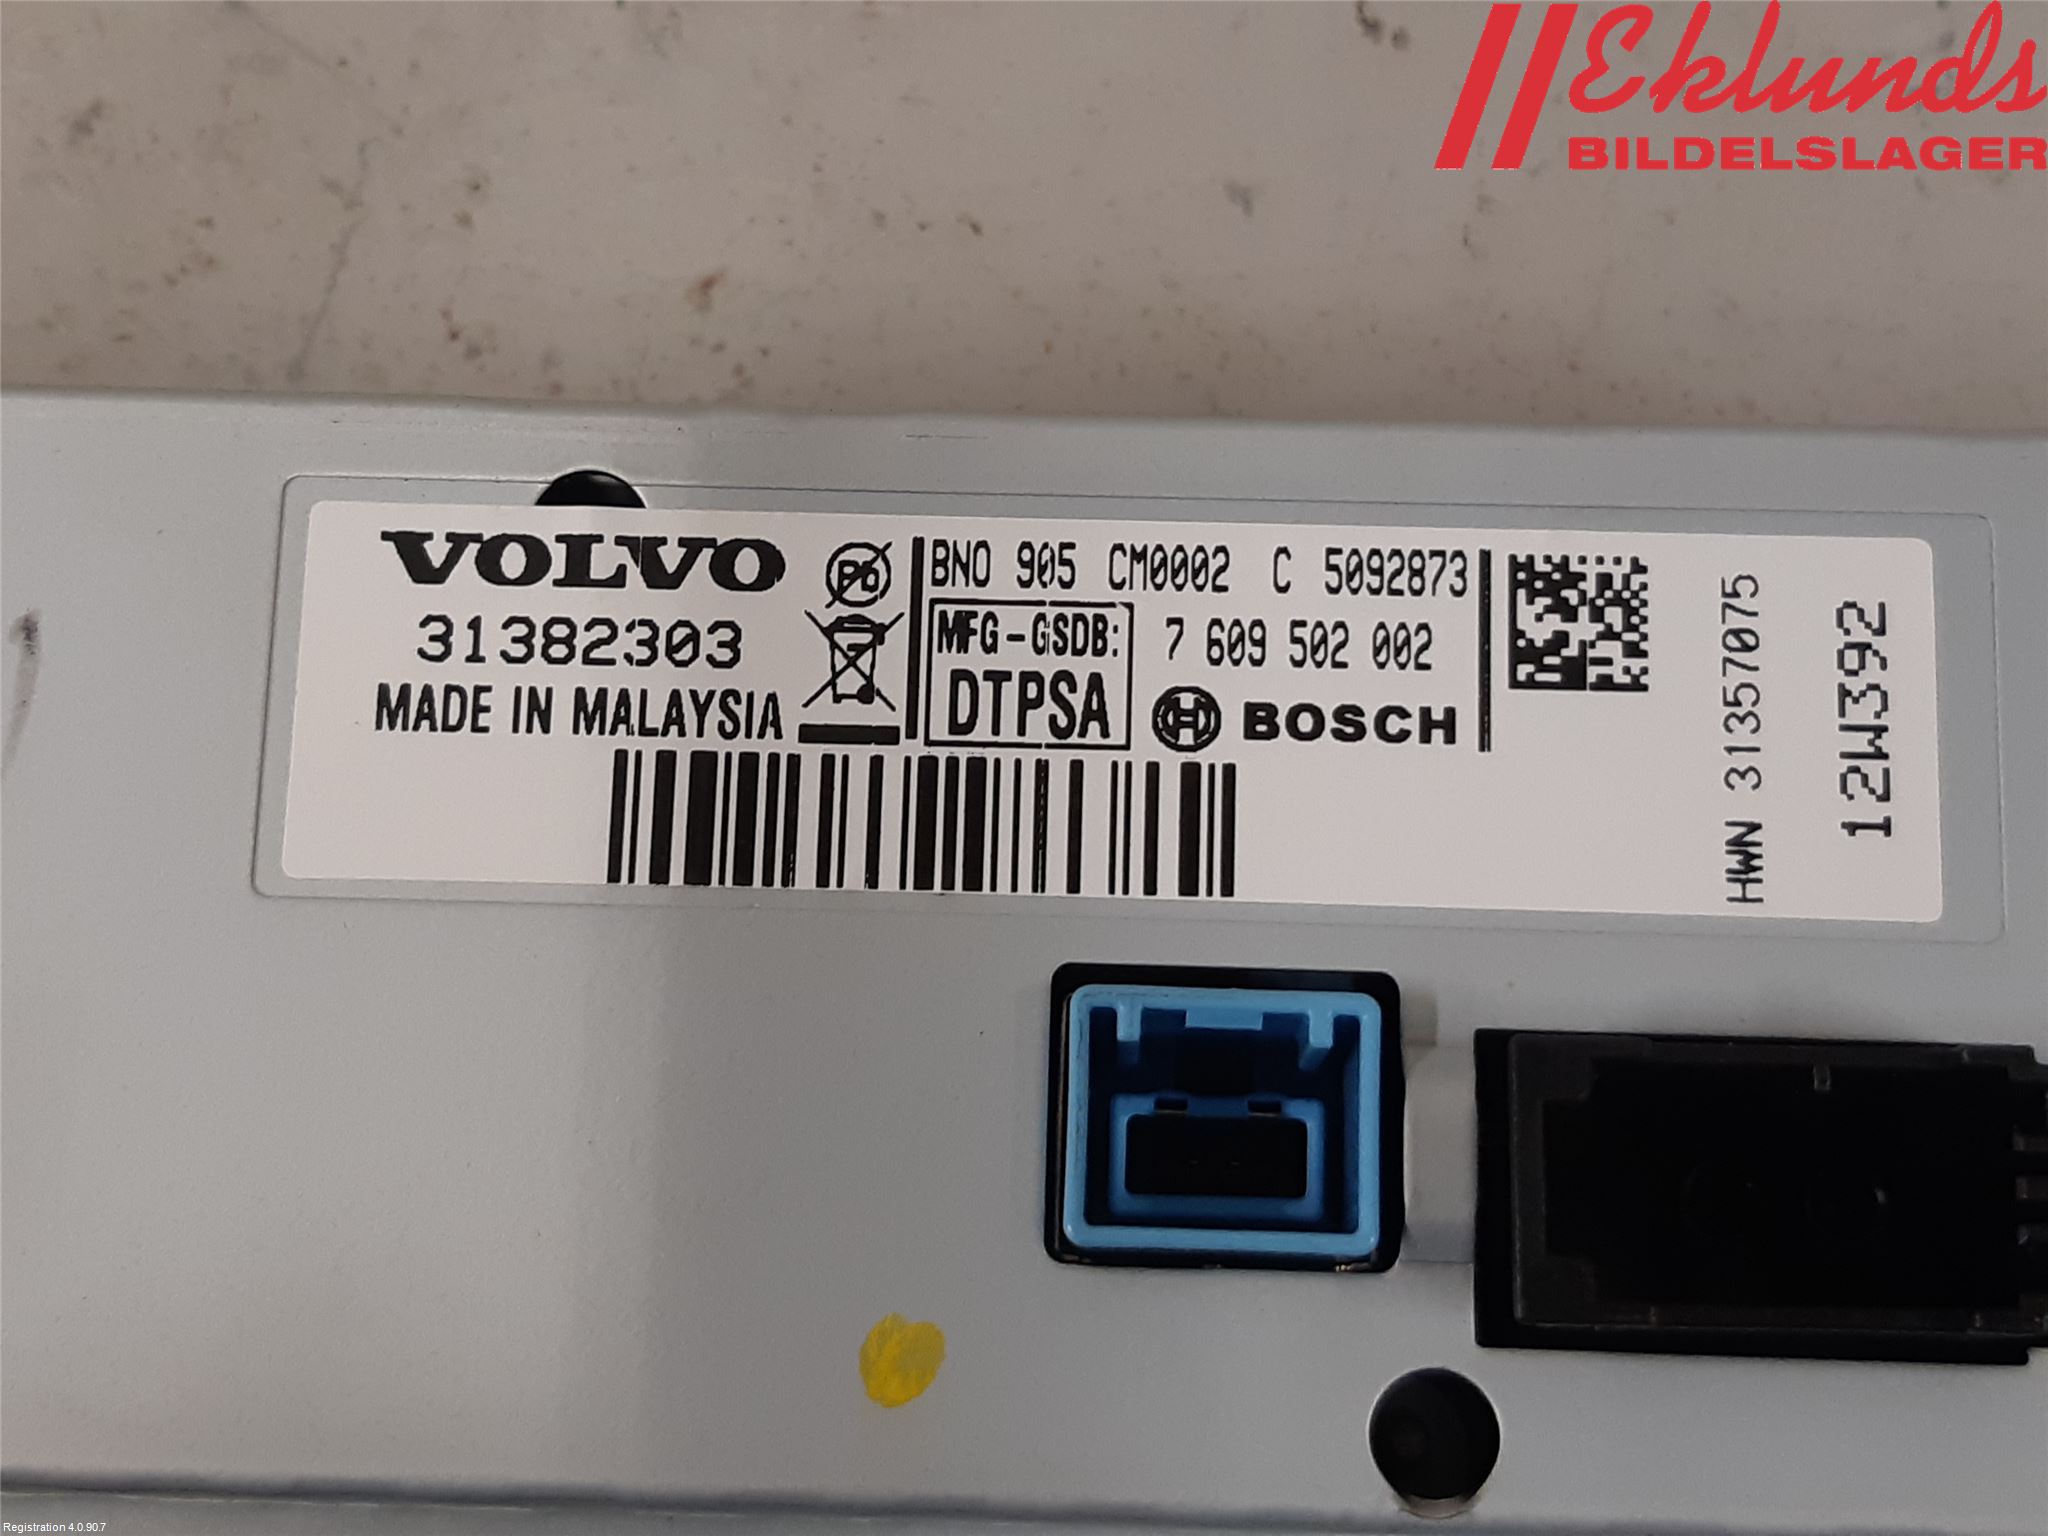 Eklunds
BILDELSLAGER
VOLVO
31382303
MADE IN MALAYSIA
Pb
BNO 905 CM0002 C 5092873
MFG-GSDB:
DTPSA
7 609 502 002
BOSCH
HWN 31357075
12W392
Registration 4.0.90.7